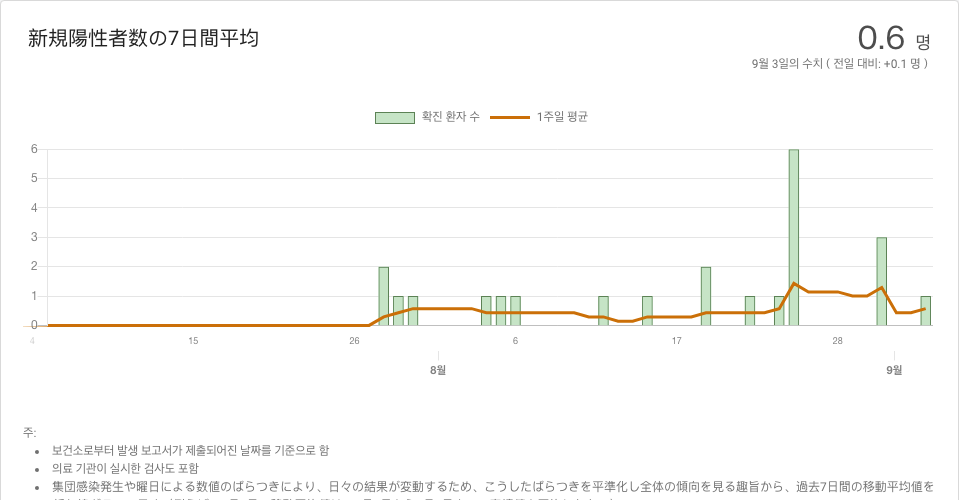 新規陽性者数の7日間平均
0.6 명
9월 3일의 수치 ( 전일 대비: +0.1 명 )
확진 환자 수 1주일 평균
6
5
4
3
2
1
0
4 15 26 6 17 28
8월 9월
주:
보건소로부터 발생 보고서가 제출되어진 날짜를 기준으로 함
의료 기관이 실시한 검사도 포함
集団感染発生や曜日による数値のばらつきにより、日々の結果が変動するため、こうしたばらつきを平準化し全体の傾向を見る趣旨から、過去7日間の移動平均値を